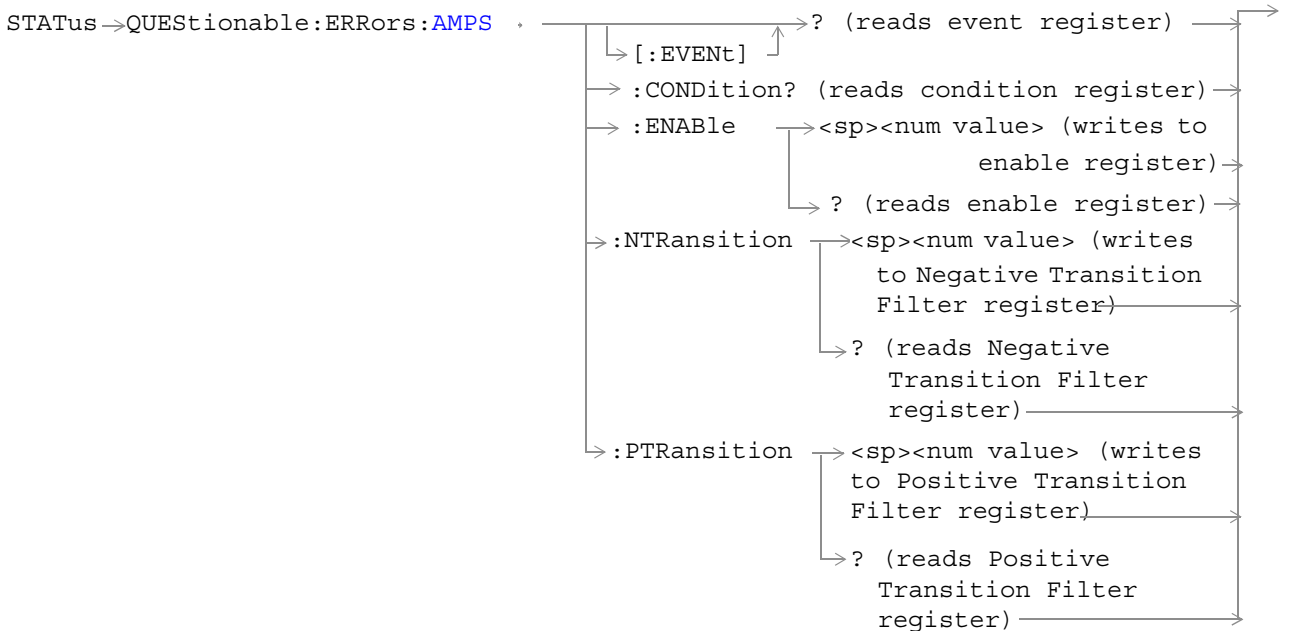 STATus QUEStionable:ERRors:AMPS ? (reads event register)
[:EVENt]
:CONDition? (reads condition register)
:ENABle <sp><num value> (writes to
enable register)
? (reads enable register)
:NTRansition <sp><num value> (writes
to Negative Transition
Filter register)
? (reads Negative
Transition Filter
register)
:PTRansition <sp><num value> (writes
to Positive Transition
Filter register)
? (reads Positive
Transition Filter
register)